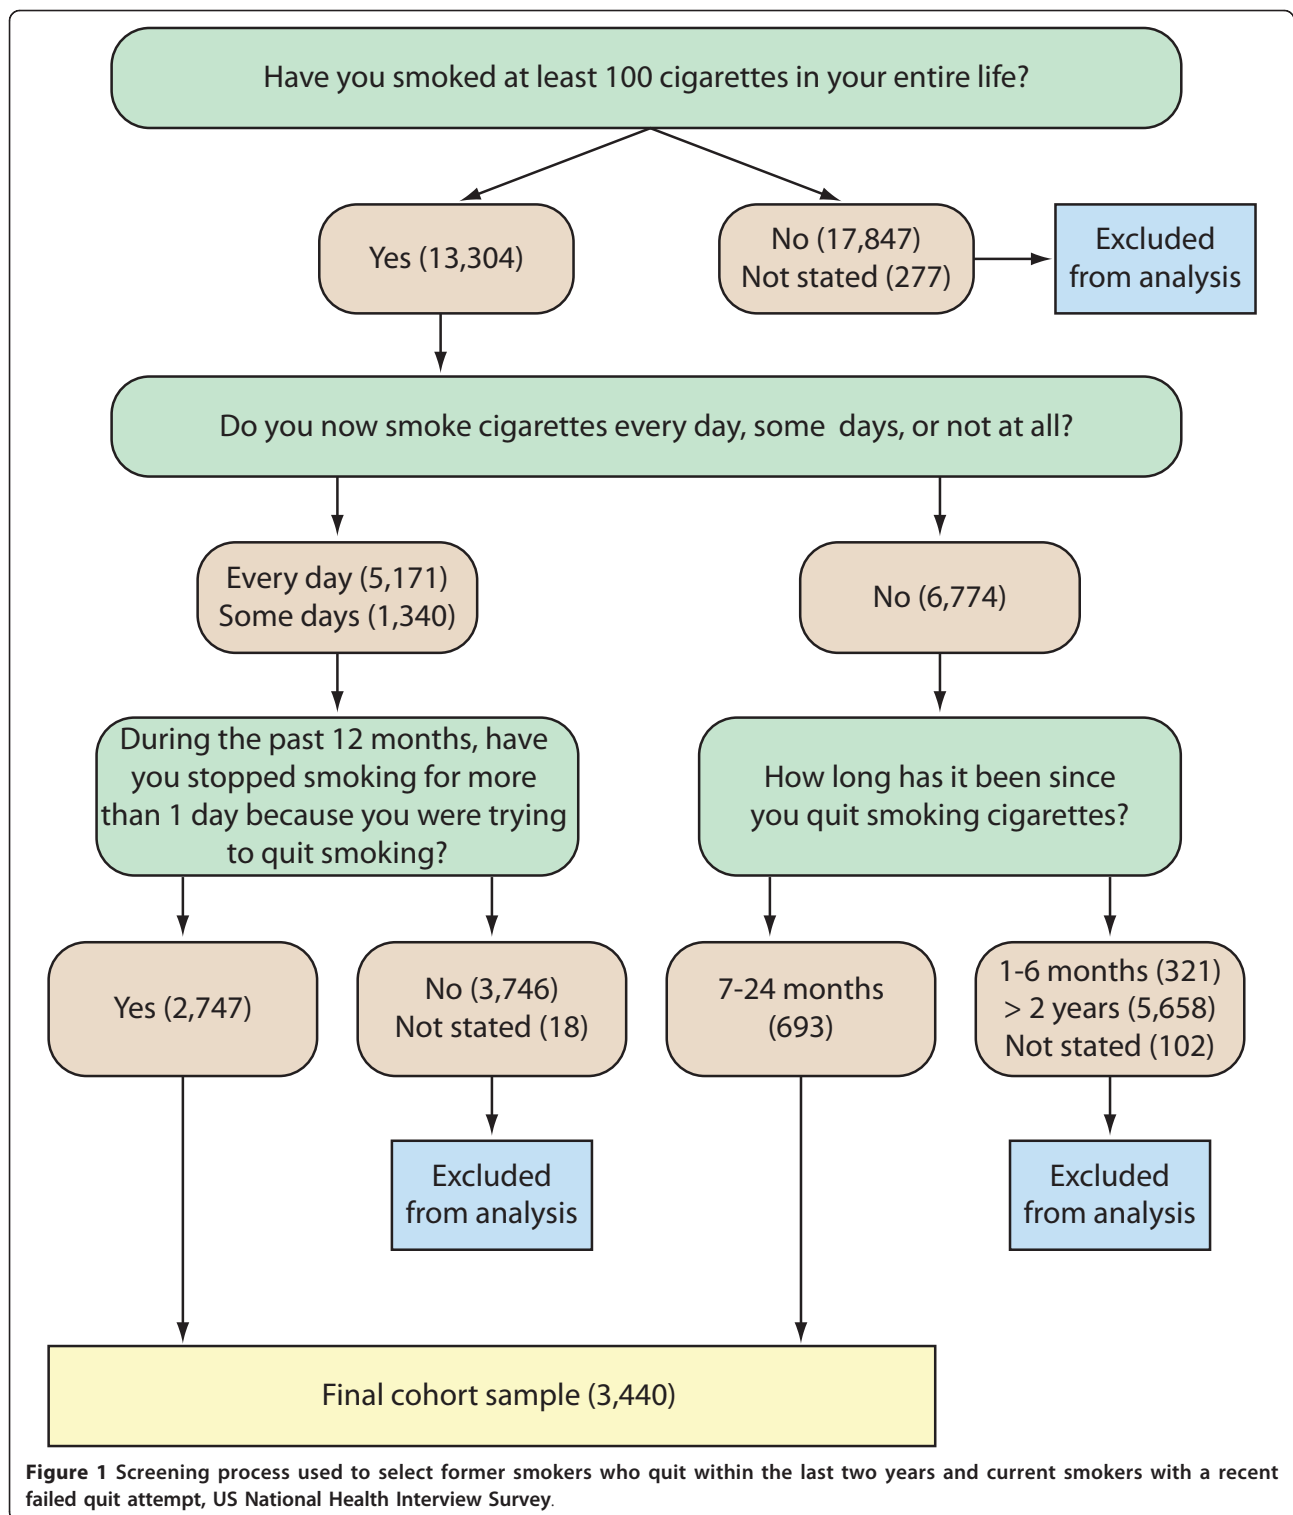 Have you smoked at least 100 cigarettes in your entire life?
Yes (13,304)
No (17,847)
Not stated (277)
Excluded
from analysis
Do you now smoke cigarettes every day, some  days, or not at all?
Every day (5,171)
Some days (1,340)
No (6,774)
During the past 12 months, have
you stopped smoking for more
than 1 day because you were trying
to quit smoking?
How long has it been since
you quit smoking cigarettes?
Yes (2,747)
No (3,746)
Not stated (18)
7-24 months
(693)
1-6 months (321)
> 2 years (5,658)
Not stated (102)
Excluded
from analysis
Excluded
from analysis
Final cohort sample (3,440)
Figure 1 Screening process used to select former smokers who quit within the last two years and current smokers with a recent
failed quit attempt, US National Health Interview Survey.